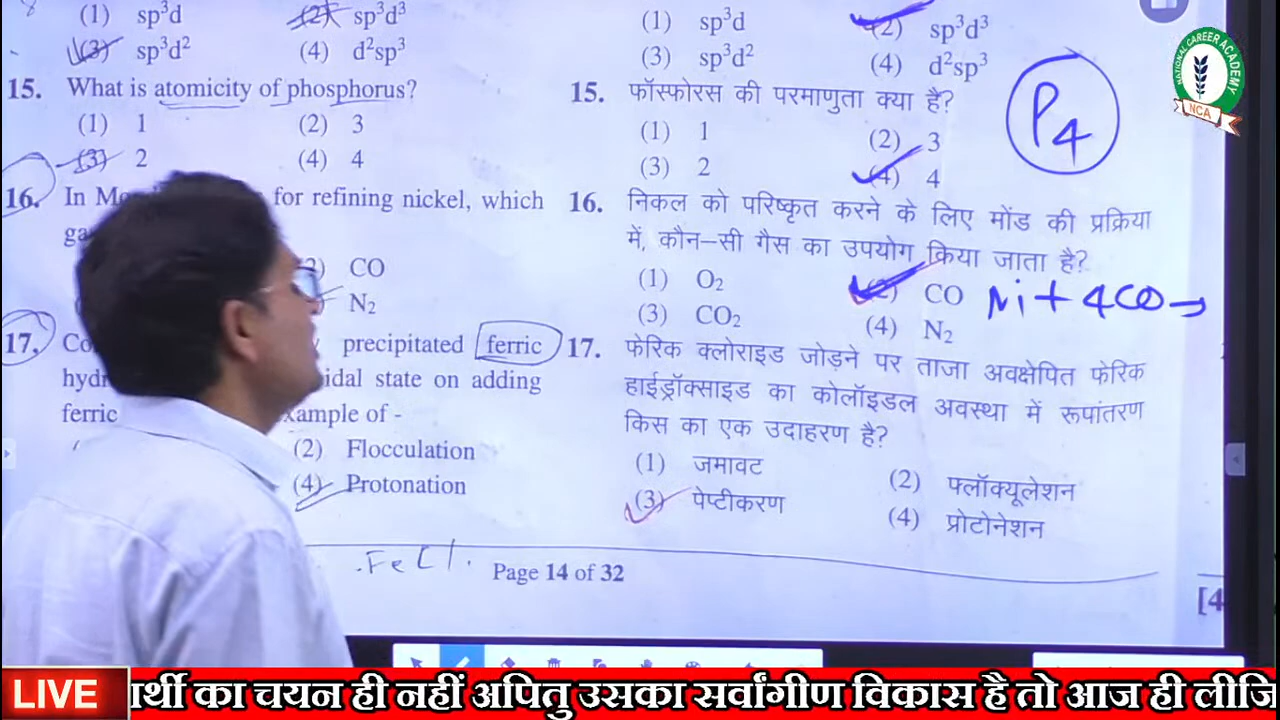 (1) sp³d (2) sp³d³
(3) sp³d² (4) d²sp³
15. What is atomicity of phosphorus?
(1) 1 (2) 3
(3) 2 (4) 4
16. In for refining nickel, which
CO
N₂
17. precipitated ferric
on adding
ferric of -
(2) Flocculation
(4) Protonation
(1) sp³d (2) sp³d³
(3) sp³d² (4) d²sp³
15. फॉस्फोरस की परमाणुता क्या है?
(1) 1 (2) 3
(3) 2 (4) 4
P₄
16. निकल को परिष्कृत करने के लिए मोंड की प्रक्रिया
में, कौन-सी गैस का उपयोग किया जाता है?
(1) O₂ (2) CO
(3) CO₂ (4) N₂
Ni + 4CO →
17. फेरिक क्लोराइड जोड़ने पर ताजा अवक्षेपित फेरिक
हाईड्रॉक्साइड का कोलॉइडल अवस्था में रूपांतरण
किस का एक उदाहरण है?
(1) जमावट (2) फ्लॉक्यूलेशन
(3) पेप्टीकरण (4) प्रोटोनेशन
Page 14 of 32
[4
NATIONAL CAREER ACADEMY
NCA
LIVE
का चयन ही नहीं अपितु उसका सर्वांगीण विकास है तो आज ही